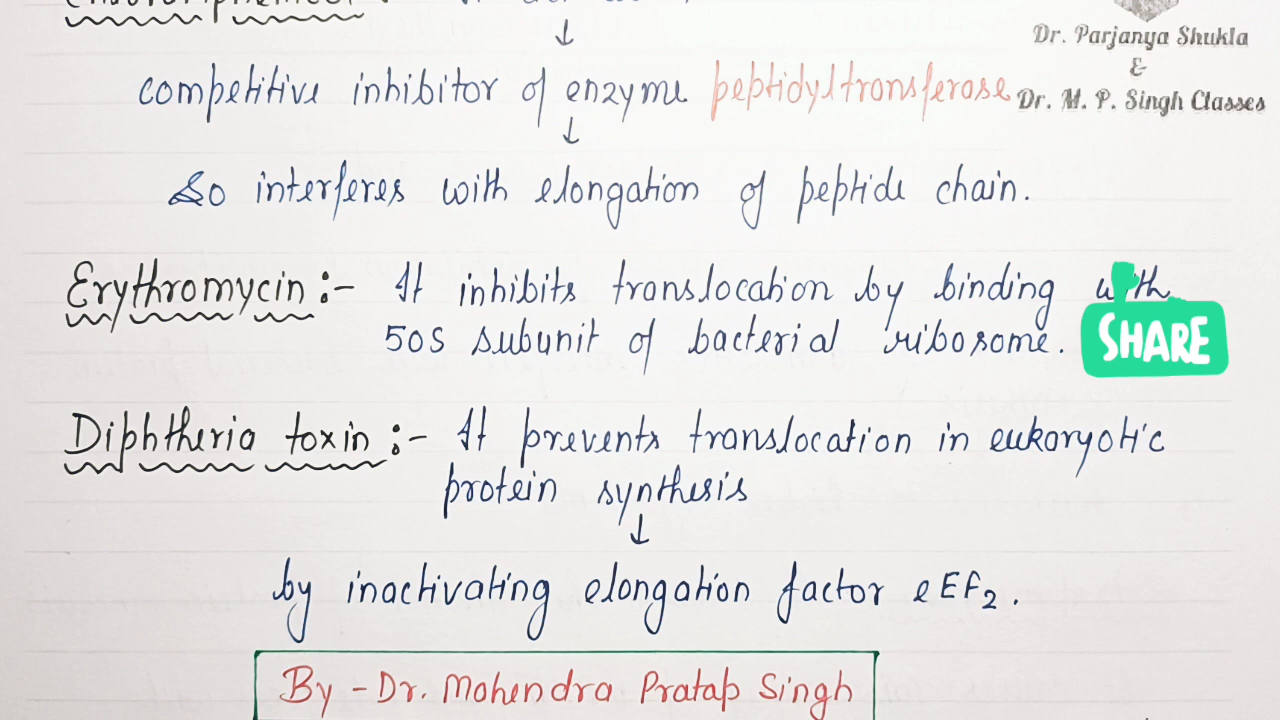 Dr. Parjanya Shukla
&
Dr. M. P. Singh Classes
competitive inhibitor of enzyme peptidyltransferase
So interferes with elongation of peptide chain.
Erythromycin :- It inhibits translocation by binding with
50S subunit of bacterial ribosome.
SHARE
Diphtheria toxin :- It prevents translocation in eukaryotic
protein synthesis
by inactivating elongation factor eEF2.
By - Dr. Mahendra Pratap Singh